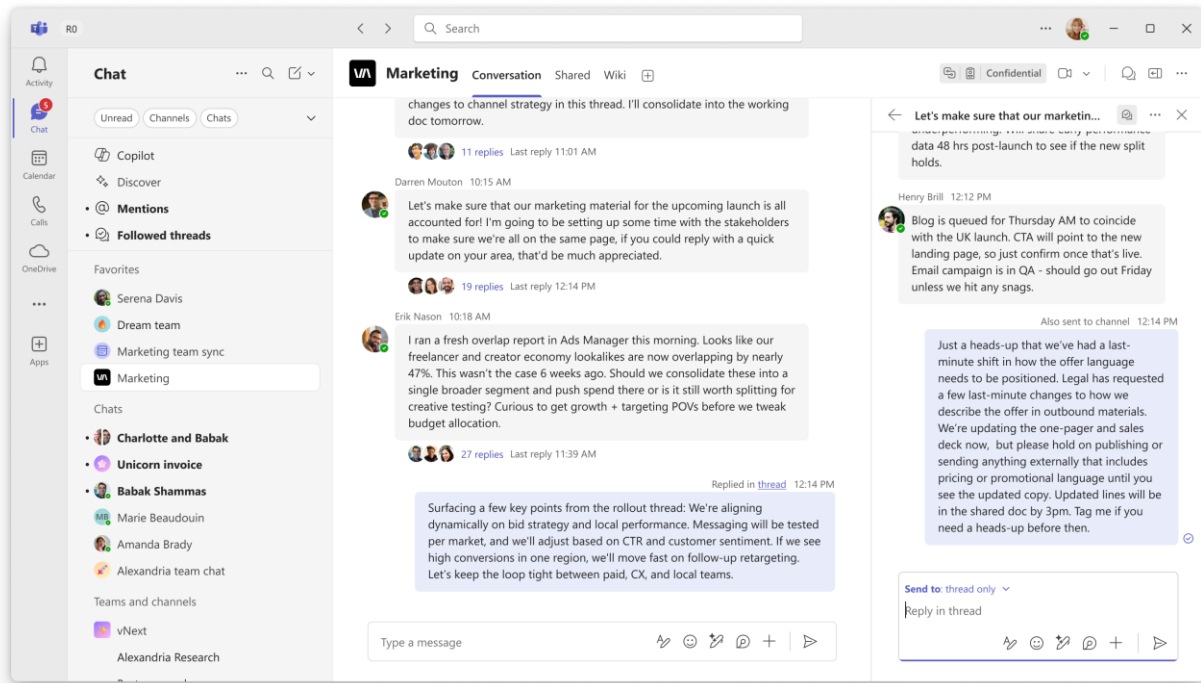 R0
Search
Activity
5
Chat
Calendar
Calls
OneDrive
Apps
Chat
Unread
Channels
Chats
Copilot
Discover
Mentions
Followed threads
Favorites
Serena Davis
Dream team
Marketing team sync
Marketing
Chats
Charlotte and Babak
Unicorn invoice
Babak Shammas
MB Marie Beaudouin
Amanda Brady
Alexandria team chat
Teams and channels
vNext
Alexandria Research
Marketing Conversation Shared Wiki
Confidential
changes to channel strategy in this thread. I'll consolidate into the working
doc tomorrow.
11 replies Last reply 11:01 AM
Darren Mouton 10:15 AM
Let's make sure that our marketing material for the upcoming launch is all
accounted for! I'm going to be setting up some time with the stakeholders
to make sure we're all on the same page, if you could reply with a quick
update on your area, that'd be much appreciated.
19 replies Last reply 12:14 PM
Erik Nason 10:18 AM
I ran a fresh overlap report in Ads Manager this morning. Looks like our
freelancer and creator economy lookalikes are now overlapping by nearly
47%. This wasn't the case 6 weeks ago. Should we consolidate these into a
single broader segment and push spend there or is it still worth splitting for
creative testing? Curious to get growth + targeting POVs before we tweak
budget allocation.
27 replies Last reply 11:39 AM
Replied in thread 12:14 PM
Surfacing a few key points from the rollout thread: We're aligning
dynamically on bid strategy and local performance. Messaging will be tested
per market, and we'll adjust based on CTR and customer sentiment. If we see
high conversions in one region, we'll move fast on follow-up retargeting.
Let's keep the loop tight between paid, CX, and local teams.
Type a message
Let's make sure that our marketin...
underperforming. Will share early performance
data 48 hrs post-launch to see if the new split
holds.
Henry Brill 12:12 PM
Blog is queued for Thursday AM to coincide
with the UK launch. CTA will point to the new
landing page, so just confirm once that's live.
Email campaign is in QA - should go out Friday
unless we hit any snags.
Also sent to channel 12:14 PM
Just a heads-up that we've had a last-
minute shift in how the offer language
needs to be positioned. Legal has requested
a few last-minute changes to how we
describe the offer in outbound materials.
We're updating the one-pager and sales
deck now, but please hold on publishing or
sending anything externally that includes
pricing or promotional language until you
see the updated copy. Updated lines will be
in the shared doc by 3pm. Tag me if you
need a heads-up before then.
Send to: thread only
Reply in thread